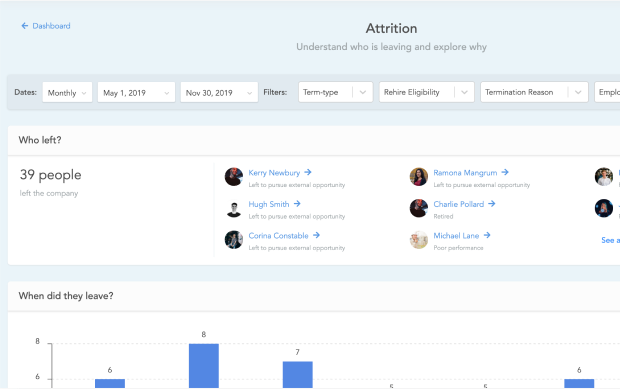 ← Dashboard
Attrition
Understand who is leaving and explore why
Dates: Monthly May 1, 2019 Nov 30, 2019 Filters: Term-type Rehire Eligibility Termination Reason Emplo
Who left?
39 people
left the company
Kerry Newbury →
Left to pursue external opportunity
Ramona Mangrum →
Left to pursue external opportunity
Hugh Smith →
Left to pursue external opportunity
Charlie Pollard →
Retired
Corina Constable →
Left to pursue external opportunity
Michael Lane →
Poor performance
See a
When did they leave?
8
6
6
8
7
5
5
6